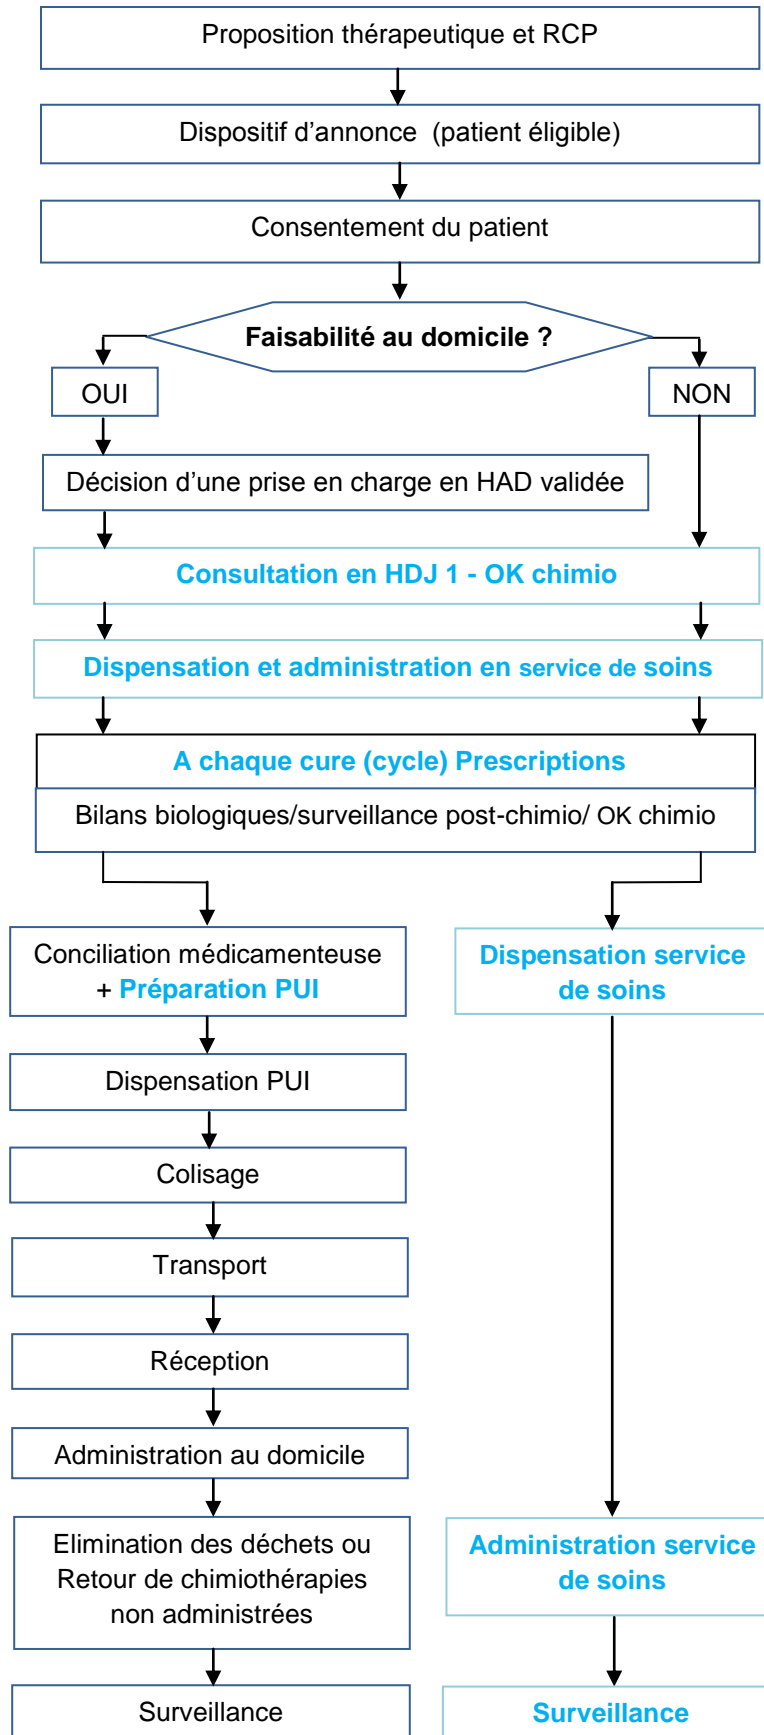 Proposition thérapeutique et RCP
Dispositif d'annonce (patient éligible)
Consentement du patient
Faisabilité au domicile ?
OUI
NON
Décision d'une prise en charge en HAD validée
Consultation en HDJ 1 - OK chimio
Dispensation et administration en service de soins
A chaque cure (cycle) Prescriptions
Bilans biologiques/surveillance post-chimio/ OK chimio
Conciliation médicamenteuse
+ Préparation PUI
Dispensation PUI
Colisage
Transport
Réception
Administration au domicile
Elimination des déchets ou
Retour de chimiothérapies
non administrées
Surveillance
Dispensation service
de soins
Administration service
de soins
Surveillance